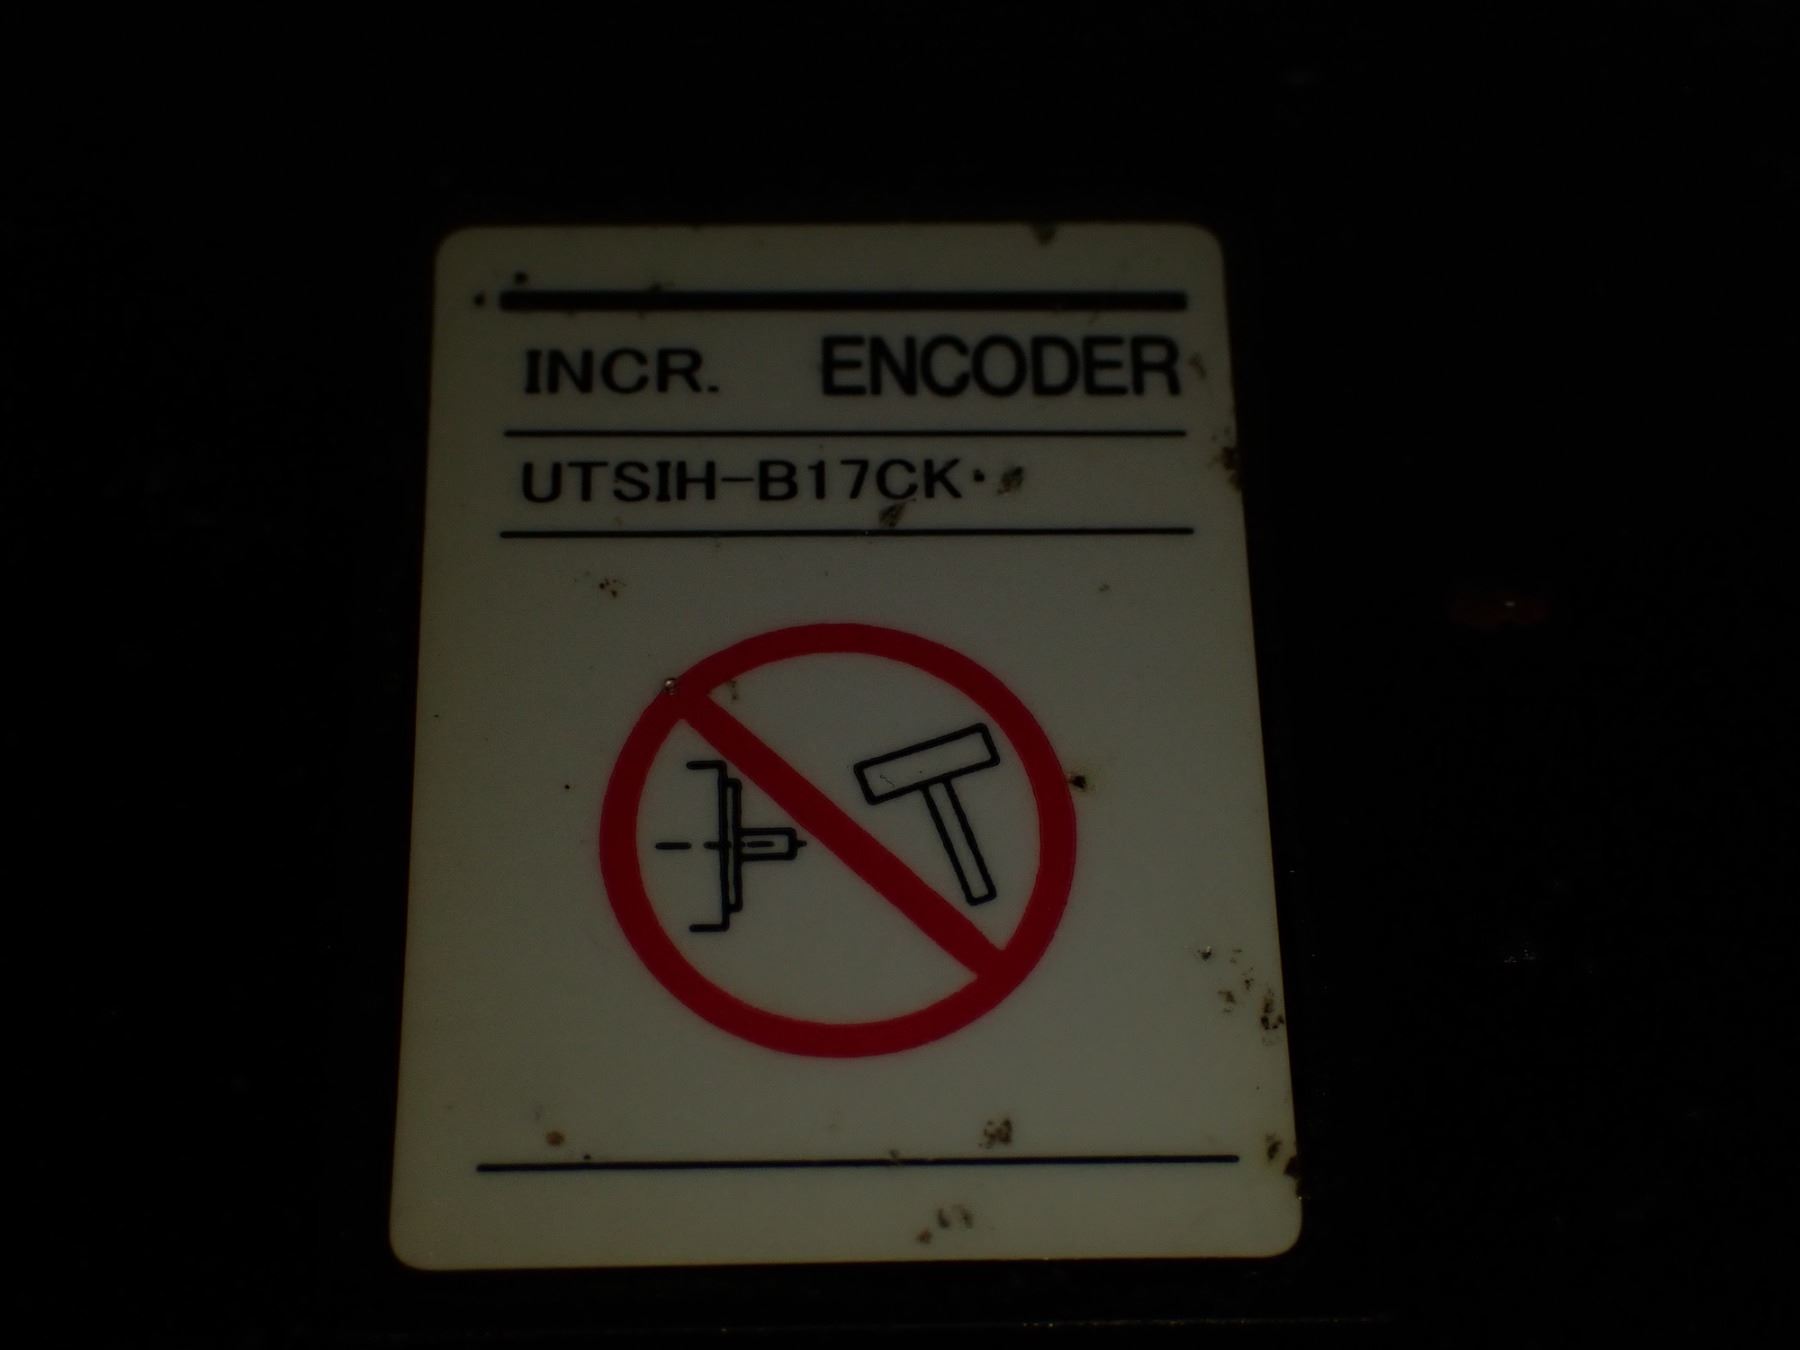 INCR. ENCODER
UTSIH-B17CK